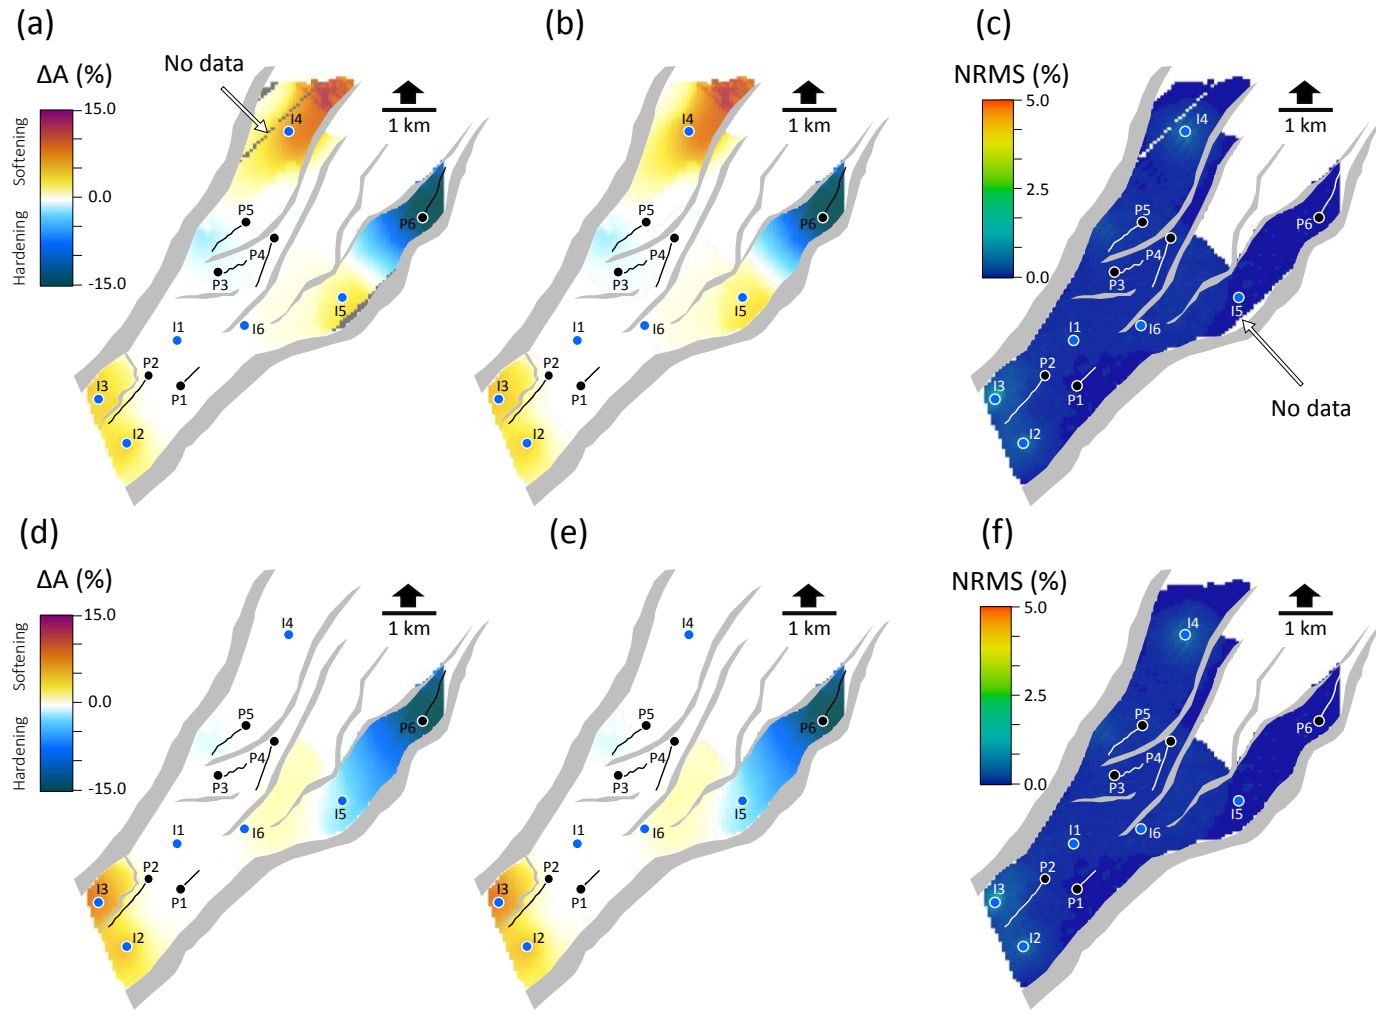 (a)
(b)
(c)
ΔA (%)
No data
NRMS (%)
15.0
0.0
-15.0
Softening
Hardening
1 km
1 km
5.0
2.5
0.0
1 km
I4
P5
P6
P4
P3
I5
I1
I6
P2
I3
P1
I2
I4
P5
P6
P4
P3
I5
I1
I6
P2
I3
P1
I2
I4
P5
P6
P4
P3
I5
I1
I6
P2
I3
P1
I2
No data
(d)
(e)
(f)
ΔA (%)
NRMS (%)
15.0
0.0
-15.0
Softening
Hardening
1 km
1 km
5.0
2.5
0.0
1 km
I4
P5
P6
P4
P3
I5
I1
I6
P2
I3
P1
I2
I4
P5
P6
P4
P3
I5
I1
I6
P2
I3
P1
I2
I4
P5
P6
P4
P3
I5
I1
I6
P2
I3
P1
I2